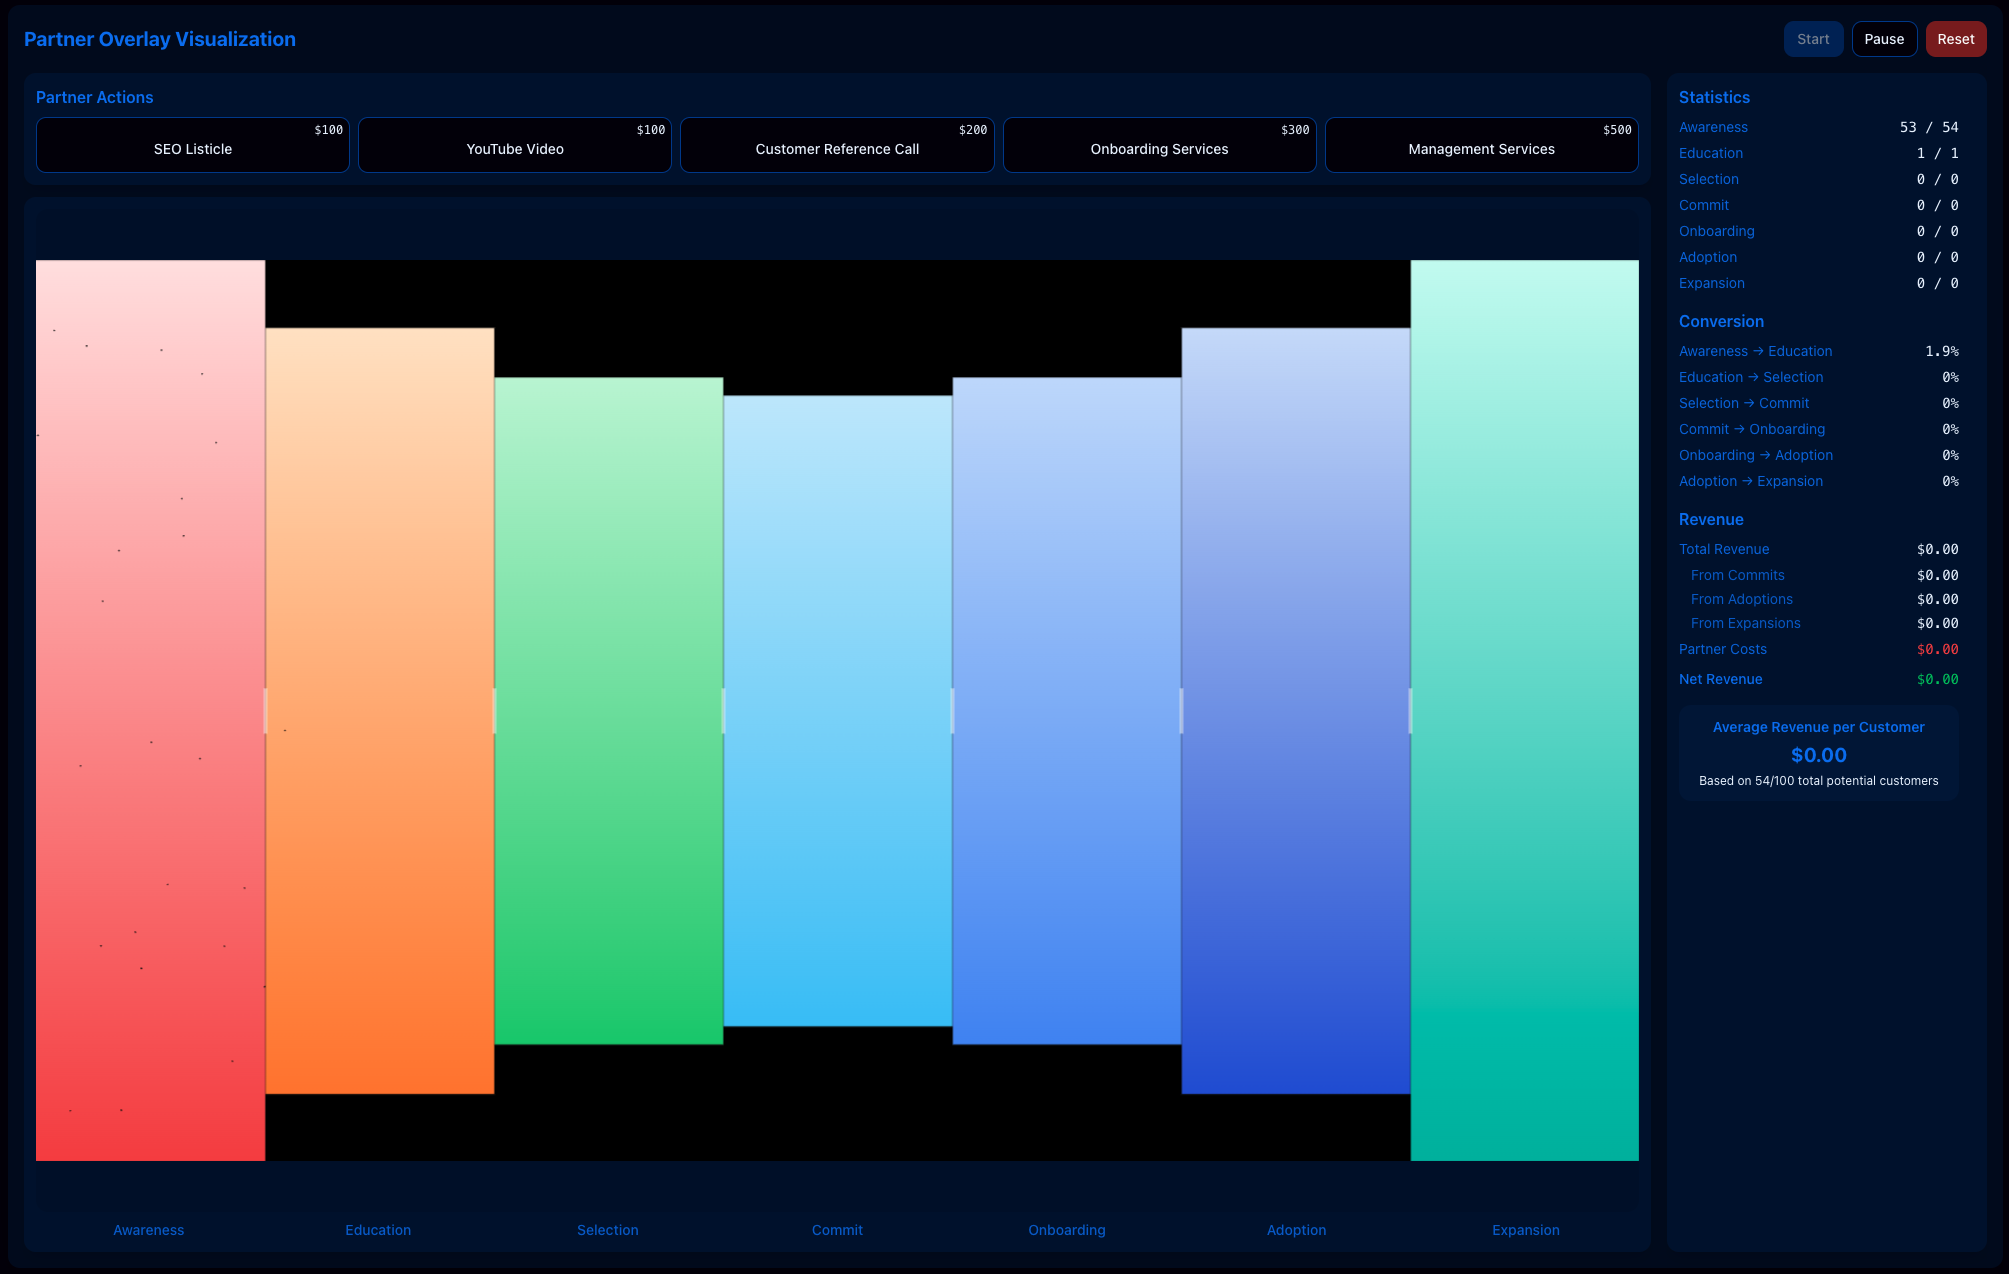 Partner Overlay Visualization
Start
Pause
Reset
Partner Actions
$100
SEO Listicle
$100
YouTube Video
$200
Customer Reference Call
$300
Onboarding Services
$500
Management Services
Awareness
Education
Selection
Commit
Onboarding
Adoption
Expansion
Statistics
Awareness 53 / 54
Education 1 / 1
Selection 0 / 0
Commit 0 / 0
Onboarding 0 / 0
Adoption 0 / 0
Expansion 0 / 0
Conversion
Awareness → Education 1.9%
Education → Selection 0%
Selection → Commit 0%
Commit → Onboarding 0%
Onboarding → Adoption 0%
Adoption → Expansion 0%
Revenue
Total Revenue $0.00
From Commits $0.00
From Adoptions $0.00
From Expansions $0.00
Partner Costs $0.00
Net Revenue $0.00
Average Revenue per Customer
$0.00
Based on 54/100 total potential customers